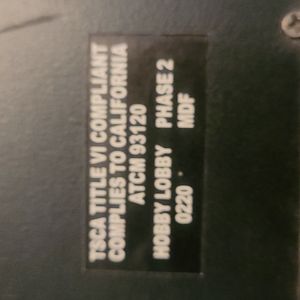 TSCA TITLE VI COMPLIANT
COMPLIES TO CALIFORNIA
ATCM 93120
HOBBY LOBBY PHASE 2
0220 MDF